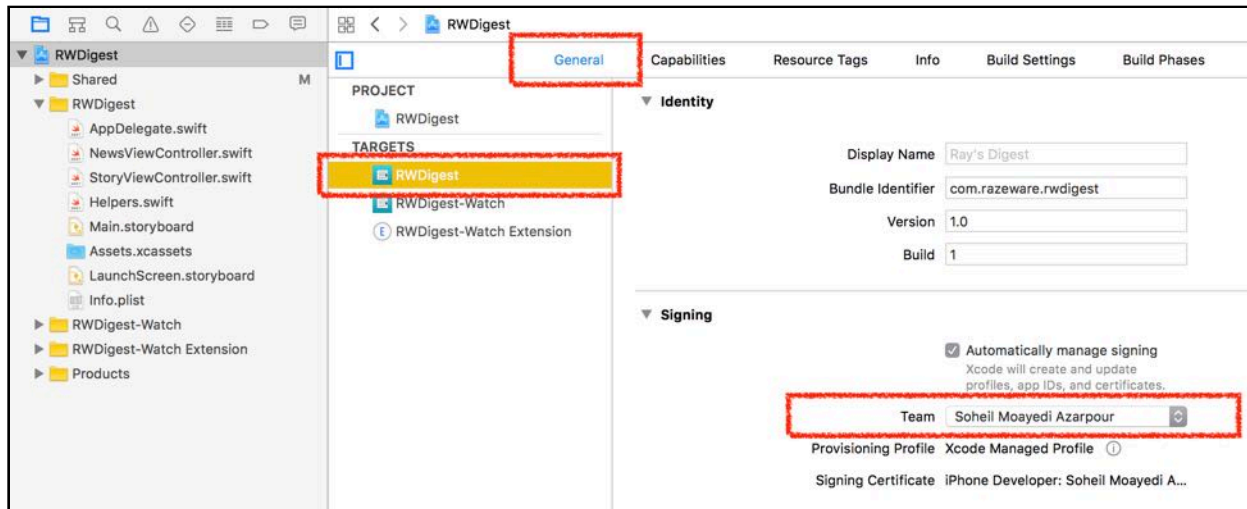 RWDigest
RWDigest
Shared M
RWDigest
AppDelegate.swift
NewsViewController.swift
StoryViewController.swift
Helpers.swift
Main.storyboard
Assets.xcassets
LaunchScreen.storyboard
Info.plist
RWDigest-Watch
RWDigest-Watch Extension
Products
General Capabilities Resource Tags Info Build Settings Build Phases
PROJECT
RWDigest
TARGETS
RWDigest
RWDigest-Watch
E RWDigest-Watch Extension
Identity
Display Name Ray's Digest
Bundle Identifier com.razeware.rwdigest
Version 1.0
Build 1
Signing
Automatically manage signing
Xcode will create and update
profiles, app IDs, and certificates.
Team Soheil Moayedi Azarpour
Provisioning Profile Xcode Managed Profile
Signing Certificate iPhone Developer: Soheil Moayedi A...